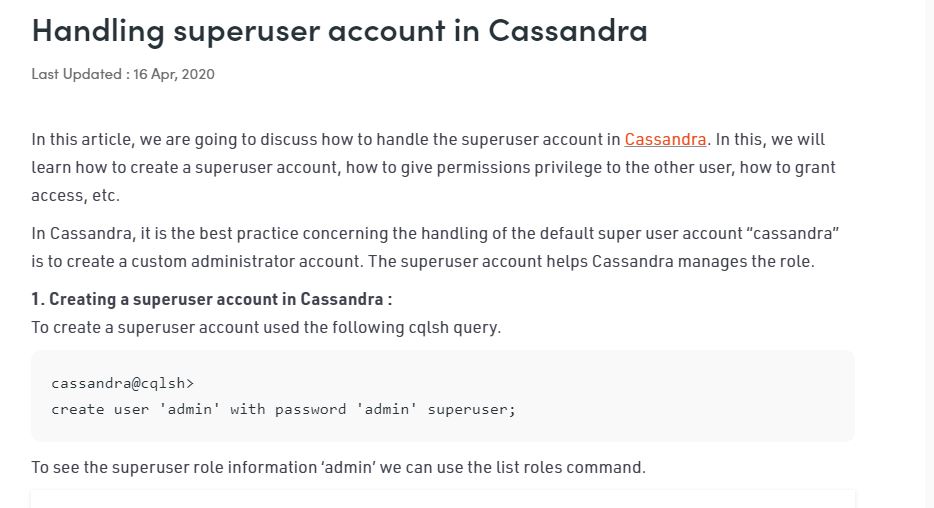 Handling superuser account in Cassandra
Last Updated : 16 Apr, 2020
In this article, we are going to discuss how to handle the superuser account in Cassandra. In this, we will
learn how to create a superuser account, how to give permissions privilege to the other user, how to grant
access, etc.
In Cassandra, it is the best practice concerning the handling of the default super user account “cassandra”
is to create a custom administrator account. The superuser account helps Cassandra manages the role.
1. Creating a superuser account in Cassandra :
To create a superuser account used the following cqlsh query.
cassandra@cqlsh>
create user 'admin' with password 'admin' superuser;
To see the superuser role information ‘admin’ we can use the list roles command.